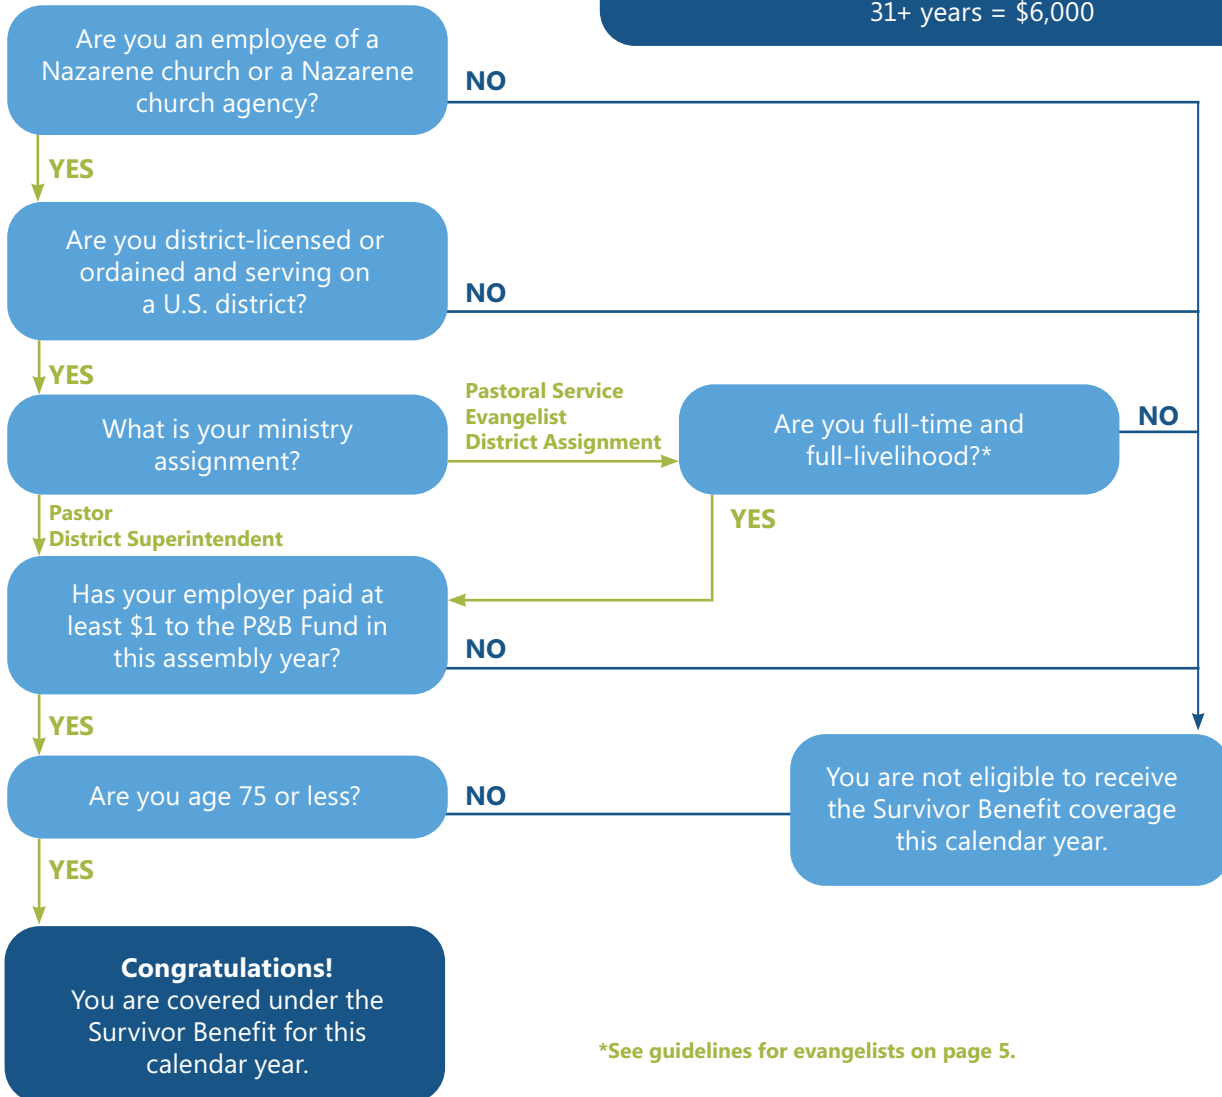 31+ years = $6,000
Are you an employee of a
Nazarene church or a Nazarene
church agency?
NO
YES
Are you district-licensed or
ordained and serving on
a U.S. district?
NO
YES
What is your ministry
assignment?
Pastoral Service
Evangelist
District Assignment
Are you full-time and
full-livelihood?*
NO
YES
Pastor
District Superintendent
Has your employer paid at
least $1 to the P&B Fund in
this assembly year?
NO
YES
Are you age 75 or less?
NO
You are not eligible to receive
the Survivor Benefit coverage
this calendar year.
YES
Congratulations!
You are covered under the
Survivor Benefit for this
calendar year.
*See guidelines for evangelists on page 5.